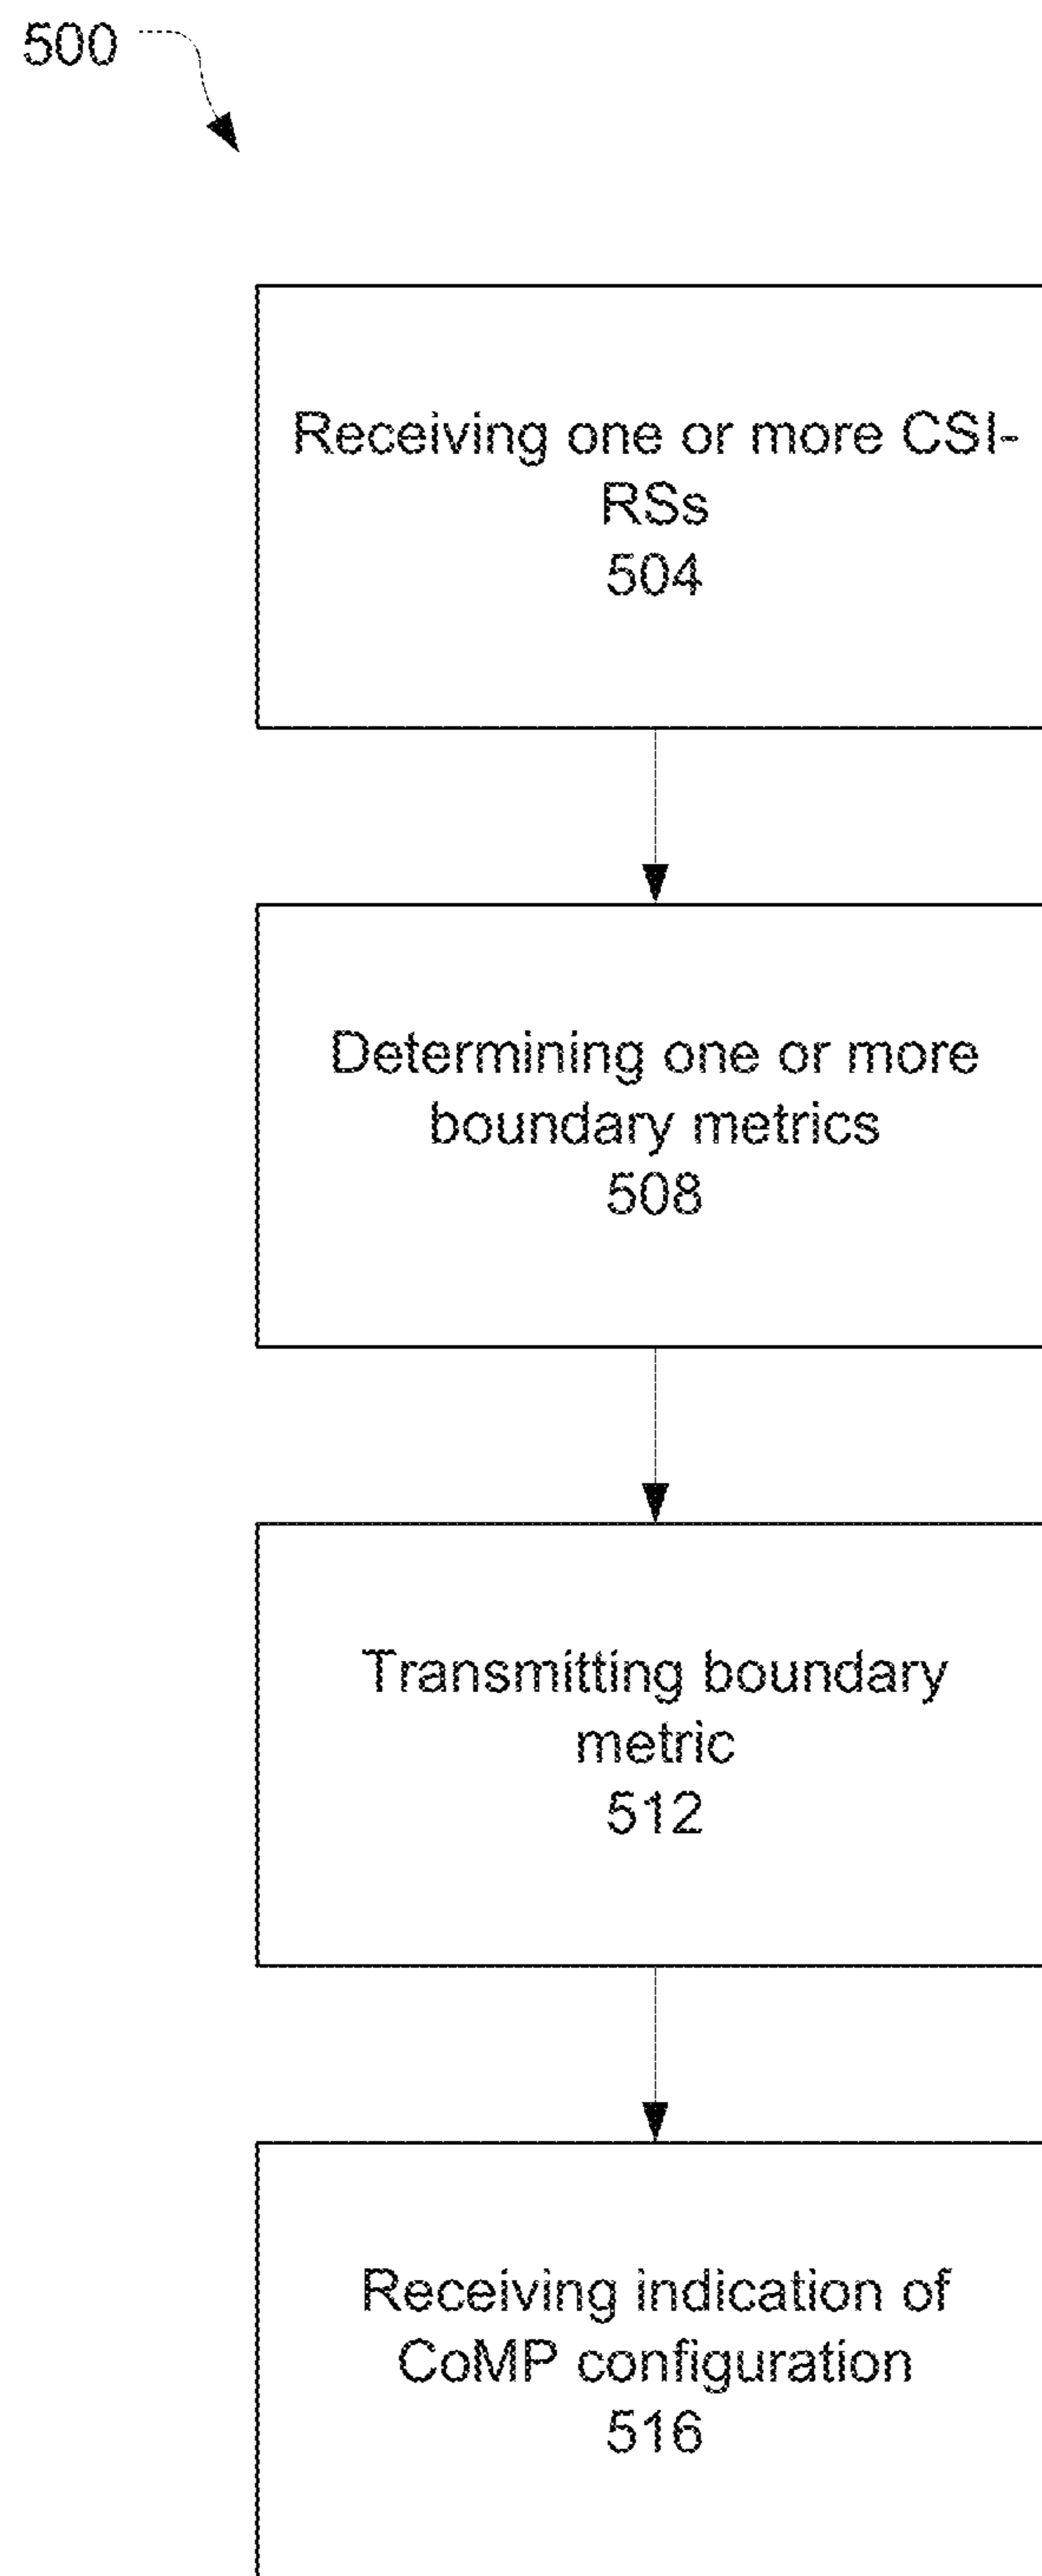 500
Receiving one or more CSI-
RSs
504
Determining one or more
boundary metrics
508
Transmitting boundary
metric
512
Receiving indication of
CoMP configuration
516